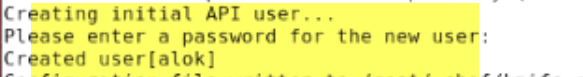 Creating initial API user...
Please enter a password for the new user:
Created user[alok]